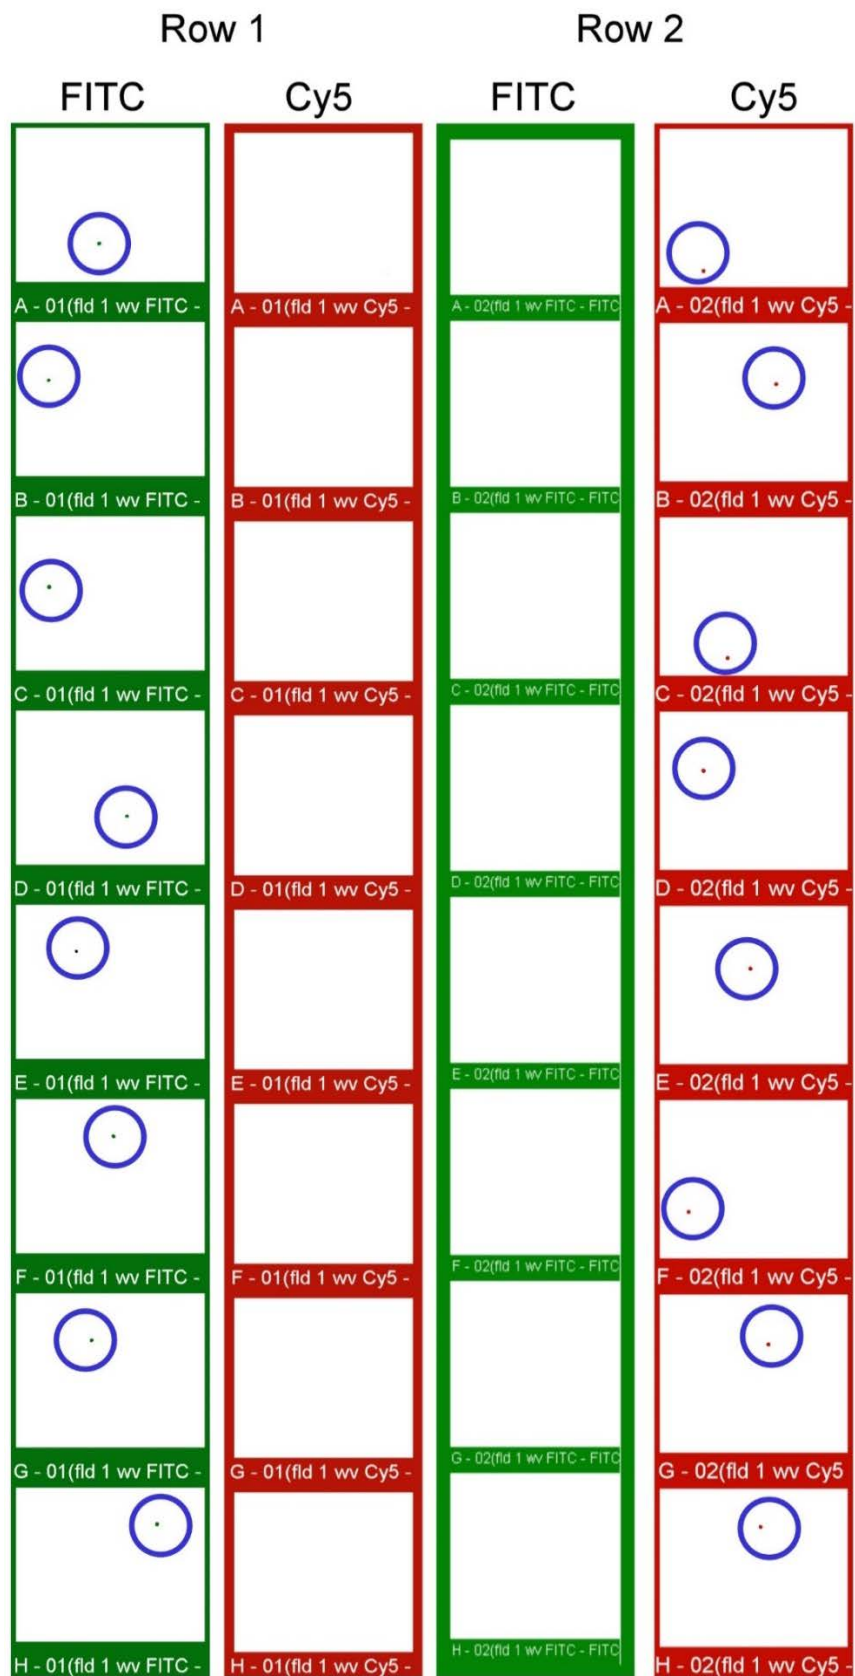 Row 1 Row 2
FITC Cy5 FITC Cy5
A - 01(fld 1 wv FITC - A - 01(fld 1 wv Cy5 - A - 02(fld 1 wv FITC - FITC A - 02(fld 1 wv Cy5 -
B - 01(fld 1 wv FITC - B - 01(fld 1 wv Cy5 - B - 02(fld 1 wv FITC - FITC B - 02(fld 1 wv Cy5 -
C - 01(fld 1 wv FITC - C - 01(fld 1 wv Cy5 - C - 02(fld 1 wv FITC - FITC C - 02(fld 1 wv Cy5 -
D - 01(fld 1 wv FITC - D - 01(fld 1 wv Cy5 - D - 02(fld 1 wv FITC - FITC D - 02(fld 1 wv Cy5 -
E - 01(fld 1 wv FITC - E - 01(fld 1 wv Cy5 - E - 02(fld 1 wv FITC - FITC E - 02(fld 1 wv Cy5 -
F - 01(fld 1 wv FITC - F - 01(fld 1 wv Cy5 - F - 02(fld 1 wv FITC - FITC F - 02(fld 1 wv Cy5 -
G - 01(fld 1 wv FITC - G - 01(fld 1 wv Cy5 - G - 02(fld 1 wv FITC - FITC G - 02(fld 1 wv Cy5
H - 01(fld 1 wv FITC - H - 01(fld 1 wv Cy5 - H - 02(fld 1 wv FITC - FITC H - 02(fld 1 wv Cy5 -